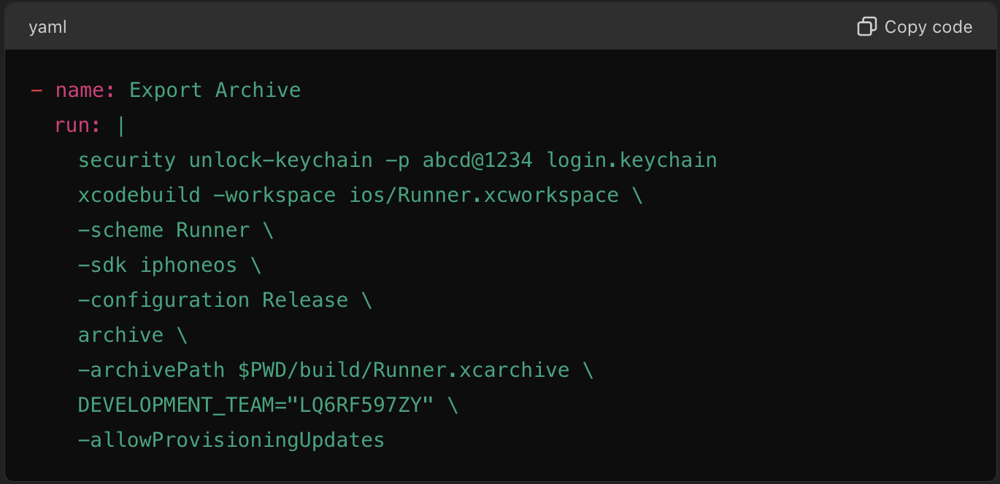 yaml
Copy code
- name: Export Archive
  run: |
    security unlock-keychain -p abcd@1234 login.keychain
    xcodebuild -workspace ios/Runner.xcworkspace \
    -scheme Runner \
    -sdk iphoneos \
    -configuration Release \
    archive \
    -archivePath $PWD/build/Runner.xcarchive \
    DEVELOPMENT_TEAM="LQ6RF597ZY" \
    -allowProvisioningUpdates